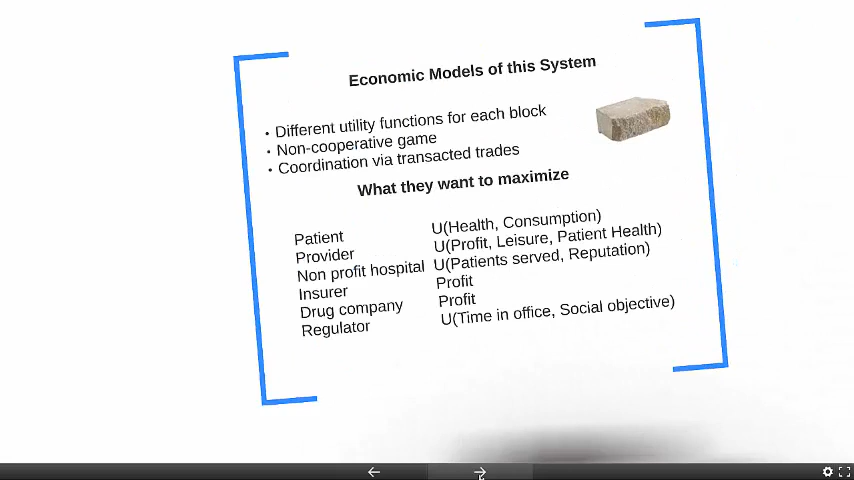 Economic Models of this System
• Different utility functions for each block
• Non-cooperative game
• Coordination via transacted trades
What they want to maximize
Patient U(Health, Consumption)
Provider U(Profit, Leisure, Patient Health)
Non profit hospital U(Patients served, Reputation)
Insurer Profit
Drug company Profit
Regulator U(Time in office, Social objective)